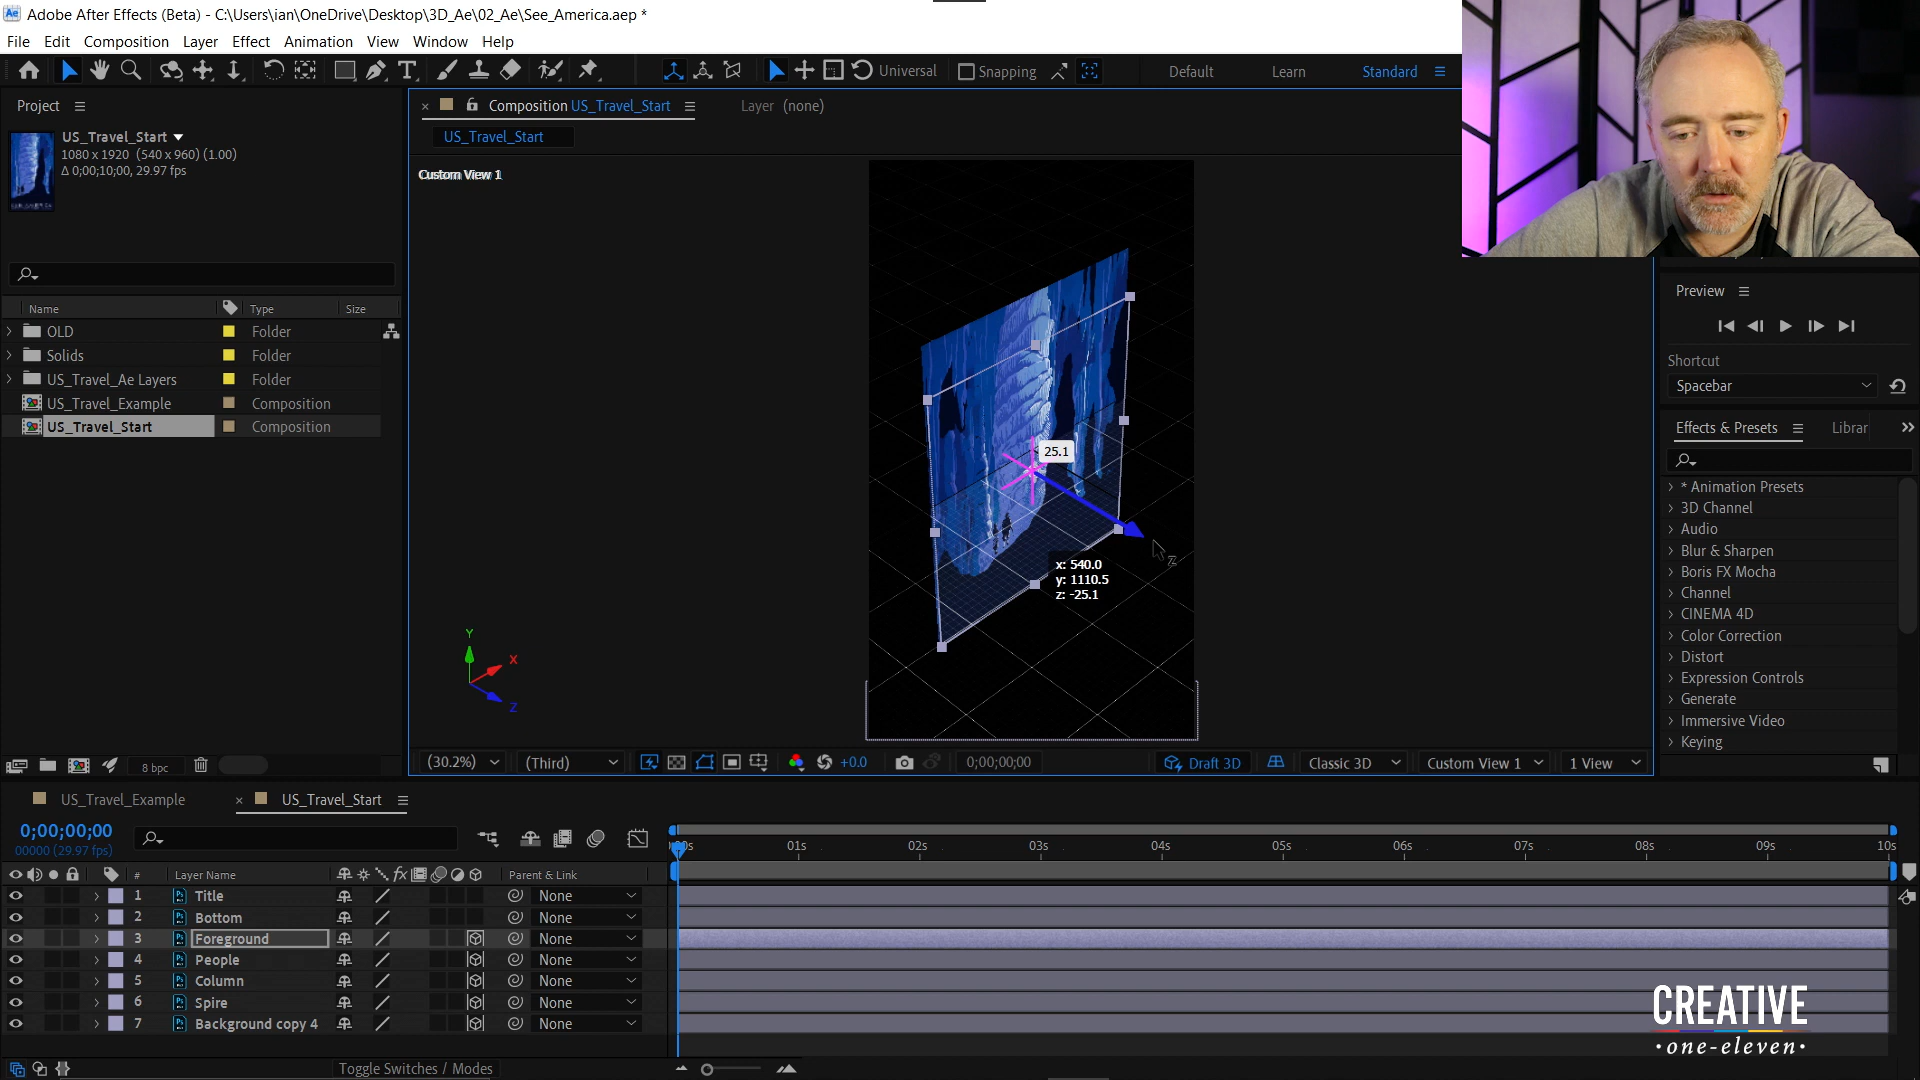 Adobe After Effects (Beta) - C:\Users\ian\OneDrive\Desktop\3D_Ae\02_Ae\See_America.aep *
File Edit Composition Layer Effect Animation View Window Help
Universal Snapping Default Learn Standard
Project
Composition US_Travel_Start
Layer (none)
US_Travel_Start
1080 x 1920 (540 x 960) (1.00)
Δ 0;00;10;00, 29.97 fps
US_Travel_Start
Custom View 1
Name Type Size
OLD Folder
Solids Folder
US_Travel_Ae Layers Folder
US_Travel_Example Composition
US_Travel_Start Composition
25.1
x: 540.0
y: 1110.5
z: -25.1
Z
Y
X
Z
Preview
Shortcut
Spacebar
Effects & Presets Librar
* Animation Presets
3D Channel
Audio
Blur & Sharpen
Boris FX Mocha
Channel
CINEMA 4D
Color Correction
Distort
Expression Controls
Generate
Immersive Video
Keying
8 bpc
(30.2%) (Third) +0.0 0;00;00;00 Draft 3D Classic 3D Custom View 1 1 View
US_Travel_Example US_Travel_Start
0;00;00;00
00000 (29.97 fps)
01s 02s 03s 04s 05s 06s 07s 08s 09s 10s
# Layer Name fx Parent & Link
1 Title None
2 Bottom None
3 Foreground None
4 People None
5 Column None
6 Spire None
7 Background copy 4 None
Toggle Switches / Modes
CREATIVE
•one-eleven•